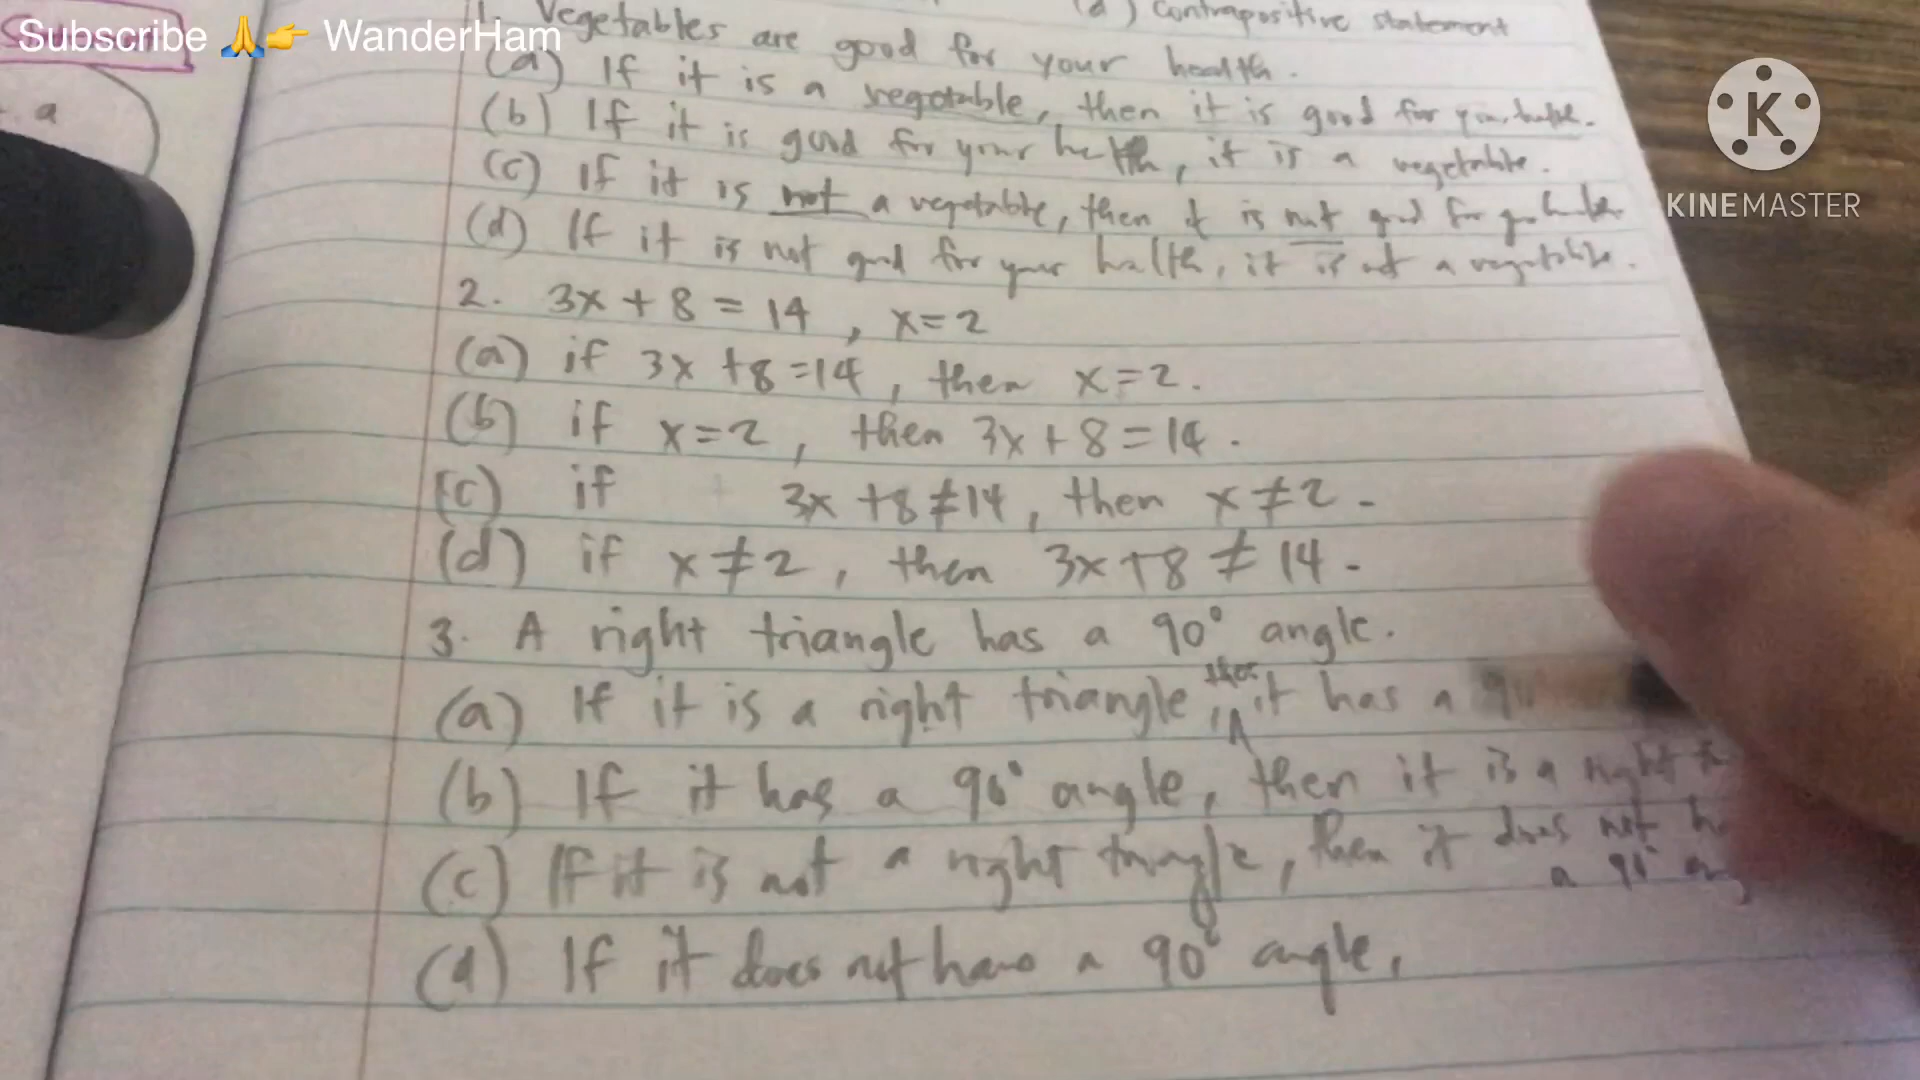 Subscribe 🙏👉 WanderHam
(d) Contrapositive statement
1. Vegetables are good for your health.
(a) If it is a vegetable, then it is good for your health.
(b) If it is good for your health, it is a vegetable.
(c) If it is not a vegetable, then it is not good for
(d) If it is not good for your health, it is not a vegetable.
2. 3x + 8 = 14, x = 2
(a) if 3x + 8 = 14, then x = 2.
(b) if x = 2, then 3x + 8 = 14.
(c) if 3x + 8 ≠ 14, then x ≠ 2.
(d) if x ≠ 2, then 3x + 8 ≠ 14.
3. A right triangle has a 90° angle.
(a) If it is a right triangle, then it has a
(b) If it has a 90° angle, then it is a right
(c) If it is not a right triangle, then it does not
a 90°
(d) If it does not have a 90° angle,
a
K
KINEMASTER